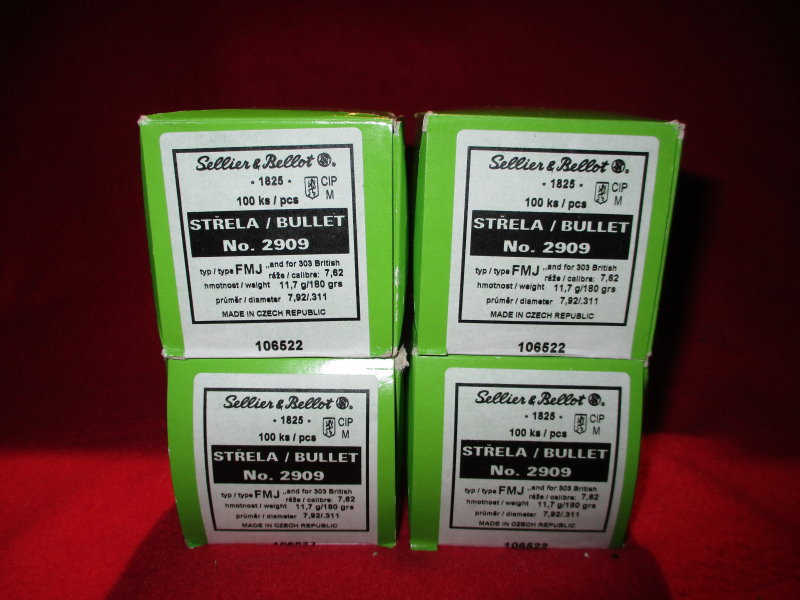 Sellier & Bellot S&B.
- 1825 -
CIP
M
100 ks / pcs
STŘELA / BULLET
No. 2909
typ / type FMJ „and for 303 British
ráže / calibre: 7,62
hmotnost / weight 11,7 g/180 grs
průměr / diameter 7,92/.311
MADE IN CZECH REPUBLIC
106522
Sellier & Bellot S&B.
- 1825 -
CIP
M
100 ks / pcs
STŘELA / BULLET
No. 2909
typ / type FMJ „and for 303 British
ráže / calibre: 7,62
hmotnost / weight 11,7 g/180 grs
průměr / diameter 7,92/.311
MADE IN CZECH REPUBLIC
106522
Sellier & Bellot S&B.
- 1825 -
CIP
M
100 ks / pcs
STŘELA / BULLET
No. 2909
typ / type FMJ „and for 303 British
ráže / calibre: 7,62
hmotnost / weight 11,7 g/180 grs
průměr / diameter 7,92/.311
MADE IN CZECH REPUBLIC
Sellier & Bellot S&B.
- 1825 -
CIP
M
100 ks / pcs
STŘELA / BULLET
No. 2909
typ / type FMJ „and for 303 British
ráže / calibre: 7,62
hmotnost / weight 11,7 g/180 grs
průměr / diameter 7,92/.311
MADE IN CZECH REPUBLIC
106522